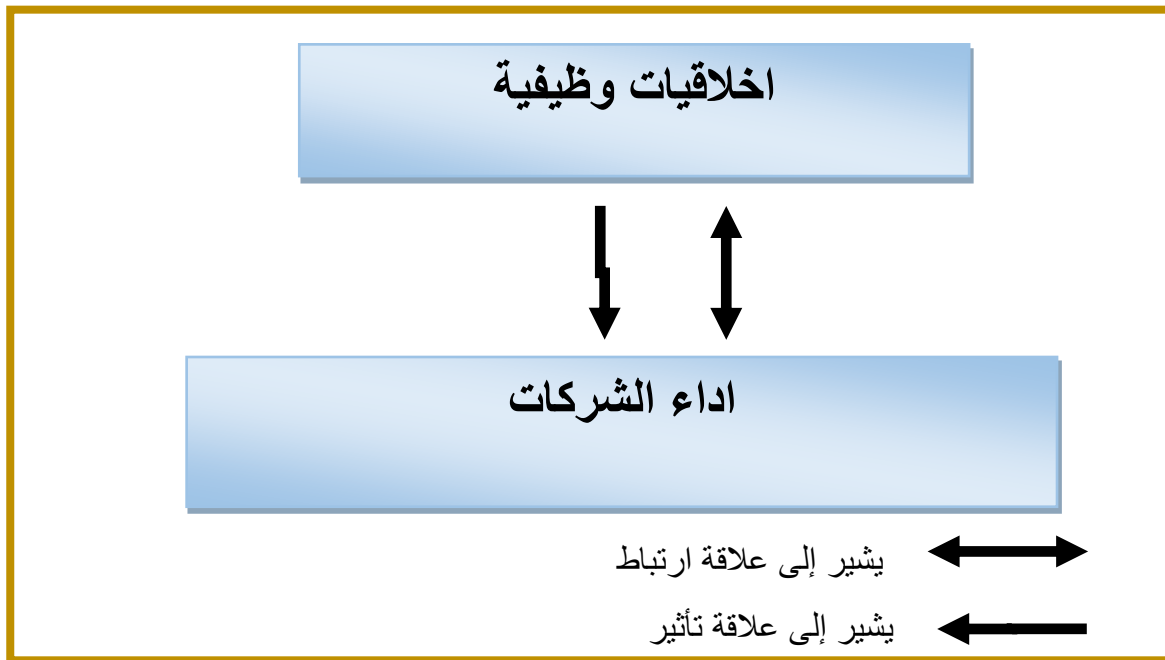 اخلاقيات وظيفية
اداء الشركات
يشير إلى علاقة ارتباط
يشير إلى علاقة تأثير